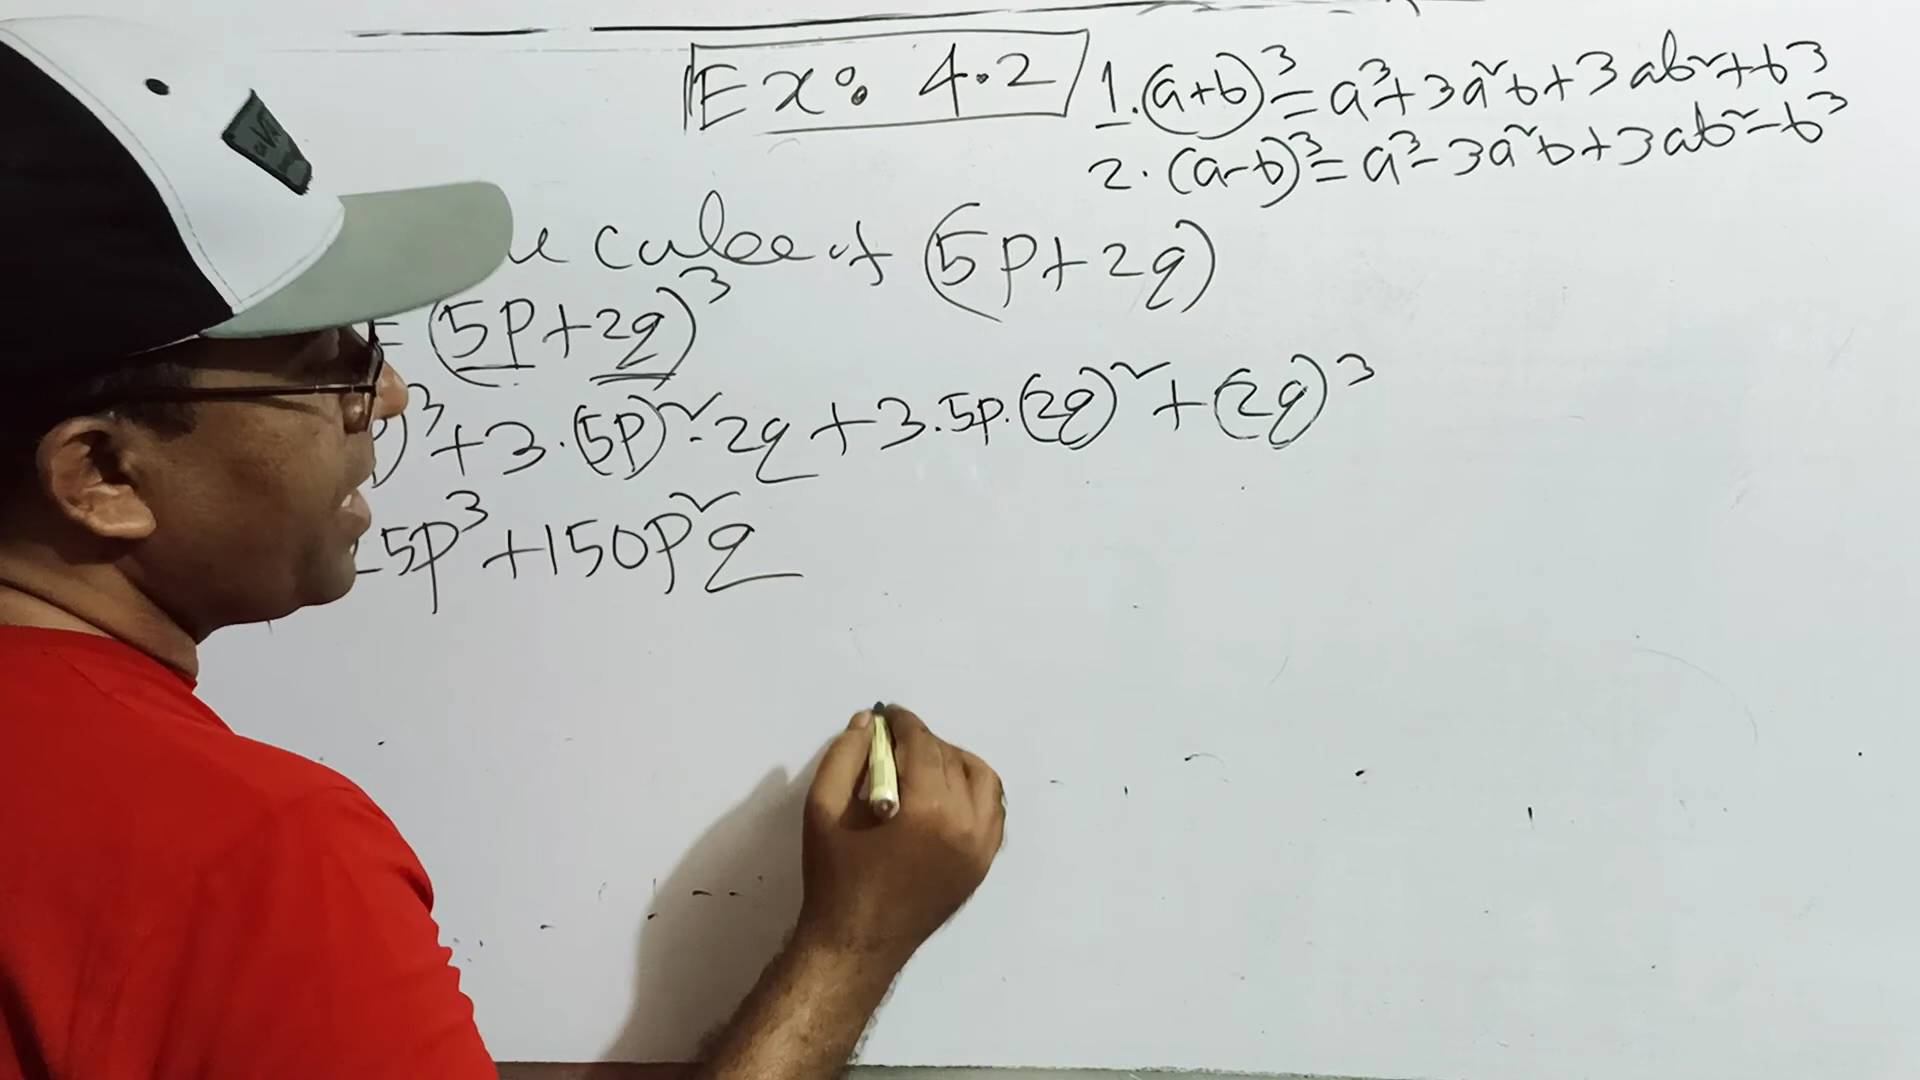 Ex: 4.2
1. (a+b)³ = a³+3a²b+3ab²+b³
2. (a-b)³ = a³-3a²b+3ab²-b³
cube of (5p+2q)
= (5p+2q)³
)³+3.(5p)².2q+3.5p.(2q)²+(2q)³
5p³+150p²q